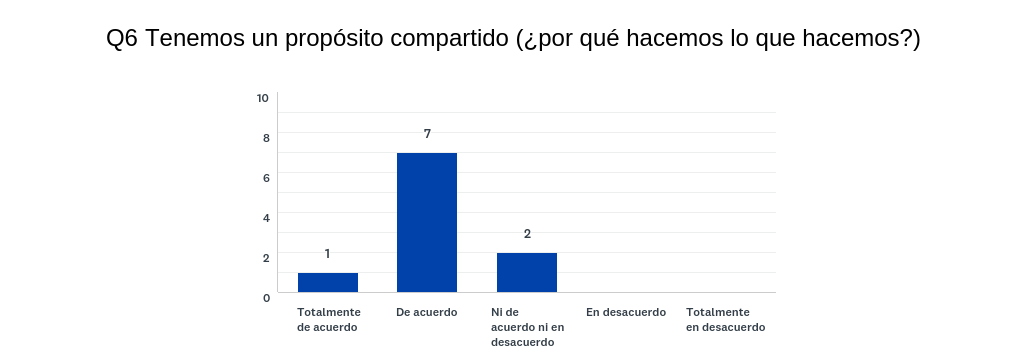 Q6 Tenemos un propósito compartido (¿por qué hacemos lo que hacemos?)
10
8
6
4
2
0
1
7
2
Totalmente
de acuerdo
De acuerdo
Ni de
acuerdo ni en
desacuerdo
En desacuerdo
Totalmente
en desacuerdo